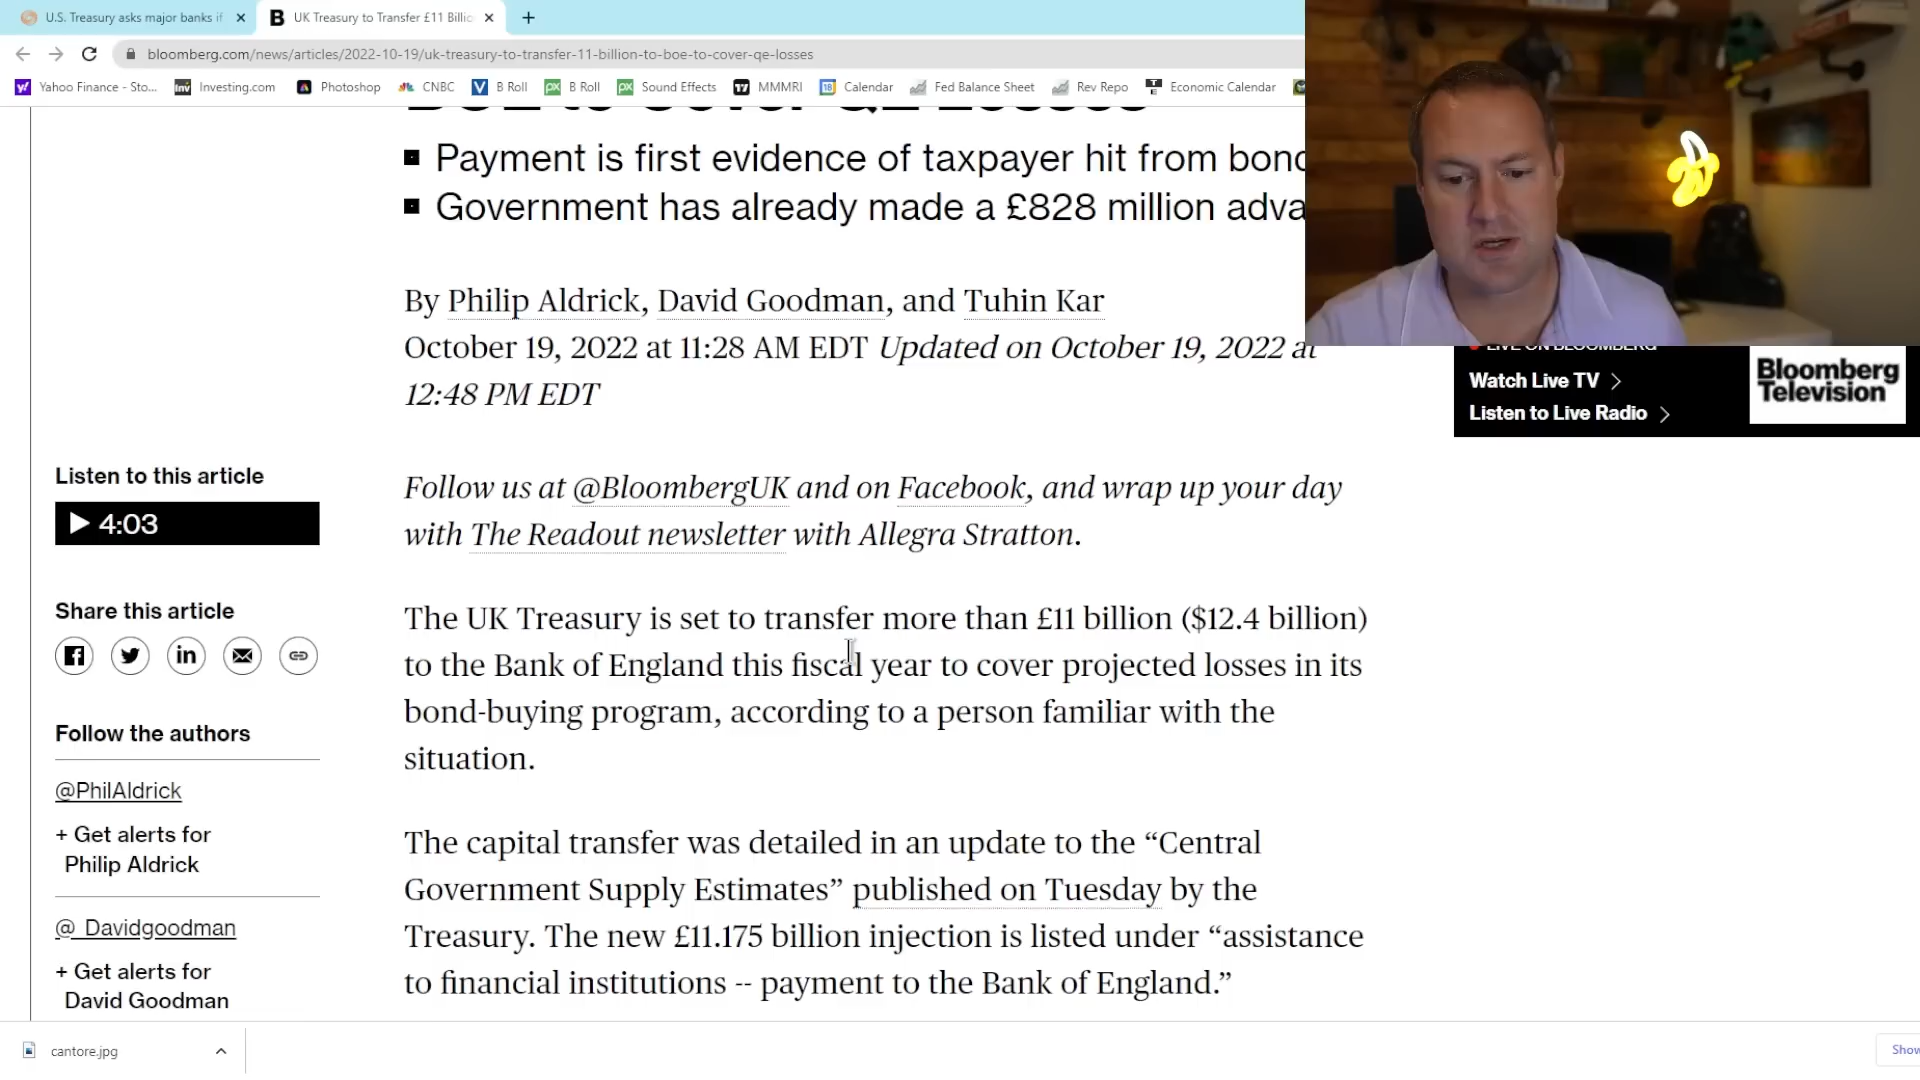 U.S. Treasury asks major banks if
UK Treasury to Transfer £11 Billio
bloomberg.com/news/articles/2022-10-19/uk-treasury-to-transfer-11-billion-to-boe-to-cover-qe-losses
Yahoo Finance - Sto...
Investing.com
Photoshop
CNBC
B Roll
B Roll
Sound Effects
MMMRI
Calendar
Fed Balance Sheet
Rev Repo
Economic Calendar
BOE to Cover QE Losses
Payment is first evidence of taxpayer hit from bond
Government has already made a £828 million adva
By Philip Aldrick, David Goodman, and Tuhin Kar
October 19, 2022 at 11:28 AM EDT Updated on October 19, 2022 at
12:48 PM EDT
LIVE ON BLOOMBERG
Watch Live TV
Listen to Live Radio
Bloomberg
Television
Listen to this article
4:03
Share this article
Follow the authors
@PhilAldrick
+ Get alerts for
Philip Aldrick
@_Davidgoodman
+ Get alerts for
David Goodman
Follow us at @BloombergUK and on Facebook, and wrap up your day
with The Readout newsletter with Allegra Stratton.
The UK Treasury is set to transfer more than £11 billion ($12.4 billion)
to the Bank of England this fiscal year to cover projected losses in its
bond-buying program, according to a person familiar with the
situation.
The capital transfer was detailed in an update to the “Central
Government Supply Estimates” published on Tuesday by the
Treasury. The new £11.175 billion injection is listed under “assistance
to financial institutions -- payment to the Bank of England.”
cantore.jpg
Show